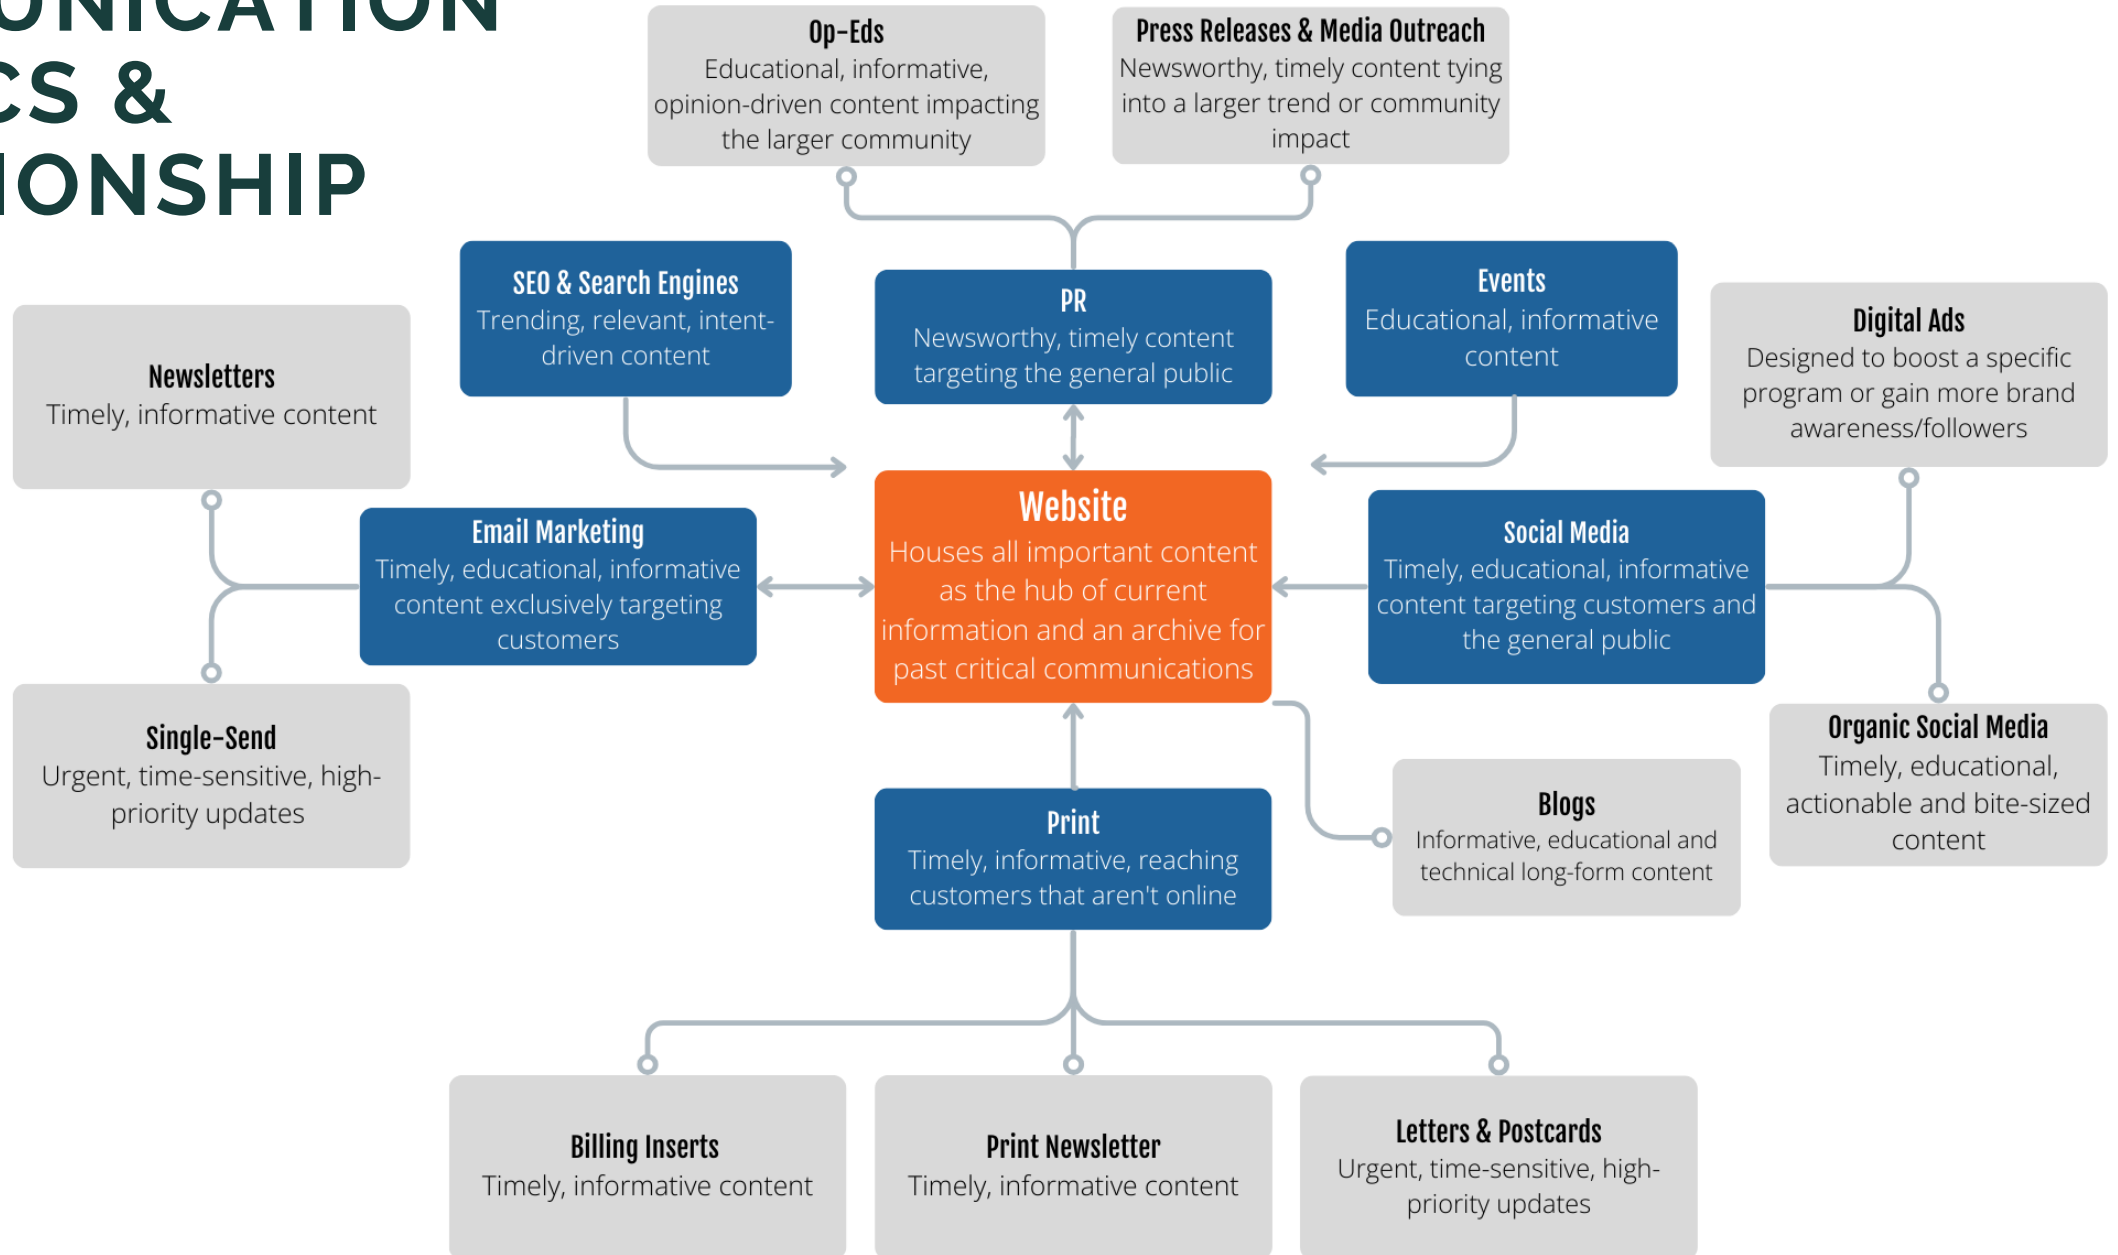 UNICATION
CS &
IONSHIP
Op-Eds
Educational, informative,
opinion-driven content impacting
the larger community
Press Releases & Media Outreach
Newsworthy, timely content tying
into a larger trend or community
impact
SEO & Search Engines
Trending, relevant, intent-
driven content
PR
Newsworthy, timely content
targeting the general public
Events
Educational, informative
content
Digital Ads
Designed to boost a specific
program or gain more brand
awareness/followers
Newsletters
Timely, informative content
Email Marketing
Timely, educational, informative
content exclusively targeting
customers
Website
Houses all important content
as the hub of current
information and an archive for
past critical communications
Social Media
Timely, educational, informative
content targeting customers and
the general public
Single-Send
Urgent, time-sensitive, high-
priority updates
Print
Timely, informative, reaching
customers that aren't online
Blogs
Informative, educational and
technical long-form content
Organic Social Media
Timely, educational,
actionable and bite-sized
content
Billing Inserts
Timely, informative content
Print Newsletter
Timely, informative content
Letters & Postcards
Urgent, time-sensitive, high-
priority updates